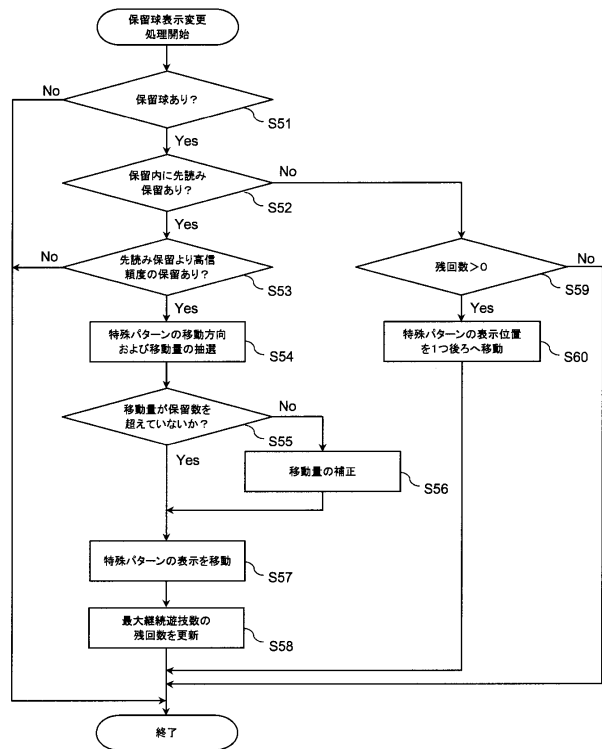 保留球表示変更
処理開始
No
保留球あり？
S51
Yes
保留内に先読み
保留あり？
No
S52
Yes
No
先読み保留より高信
頼度の保留あり？
S53
残回数＞0
No
S59
Yes
Yes
特殊パターンの移動方向
および移動量の抽選
S54
特殊パターンの表示位置
を1つ後ろへ移動
S60
移動量が保留数を
超えていないか？
No
S55
Yes
移動量の補正
S56
特殊パターンの表示を移動
S57
最大継続遊技数の
残回数を更新
S58
終了